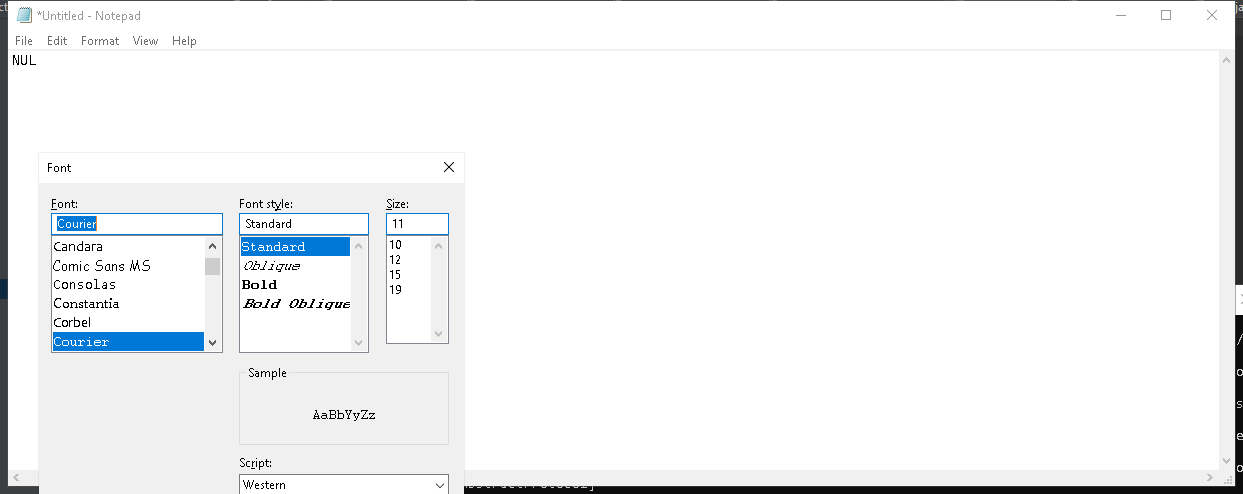 *Untitled - Notepad
File Edit Format View Help
NUL
Font
Font: Font style: Size:
Courier Standard 11
Candara Standard 10
Comic Sans MS Oblique 12
Consolas Bold 15
Constantia Bold Oblique 19
Corbel
Courier
Sample
AaBbYyZz
Script:
Western